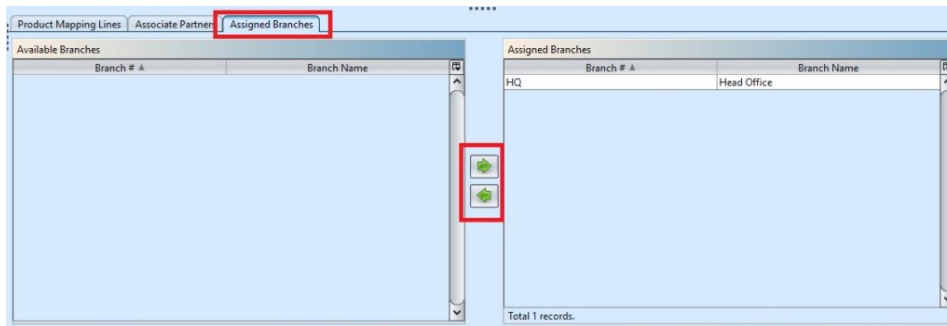 Product Mapping Lines Associate Partners Assigned Branches
Available Branches
Branch # Branch Name
Assigned Branches
Branch # Branch Name
HQ Head Office
Total 1 records.